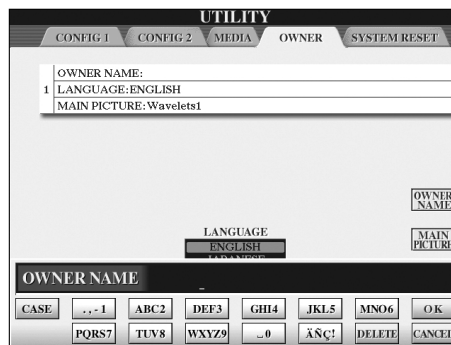 UTILITY
CONFIG 1 CONFIG 2 MEDIA OWNER SYSTEM RESET
OWNER NAME:
1 LANGUAGE:ENGLISH
MAIN PICTURE:Wavelets1
OWNER
NAME
LANGUAGE
ENGLISH
JAPANESE
MAIN
PICTURE
OWNER NAME _
CASE .,-1 ABC2 DEF3 GHI4 JKL5 MNO6 OK
PQRS7 TUV8 WXYZ9 _0 ÄÑÇ! DELETE CANCEL